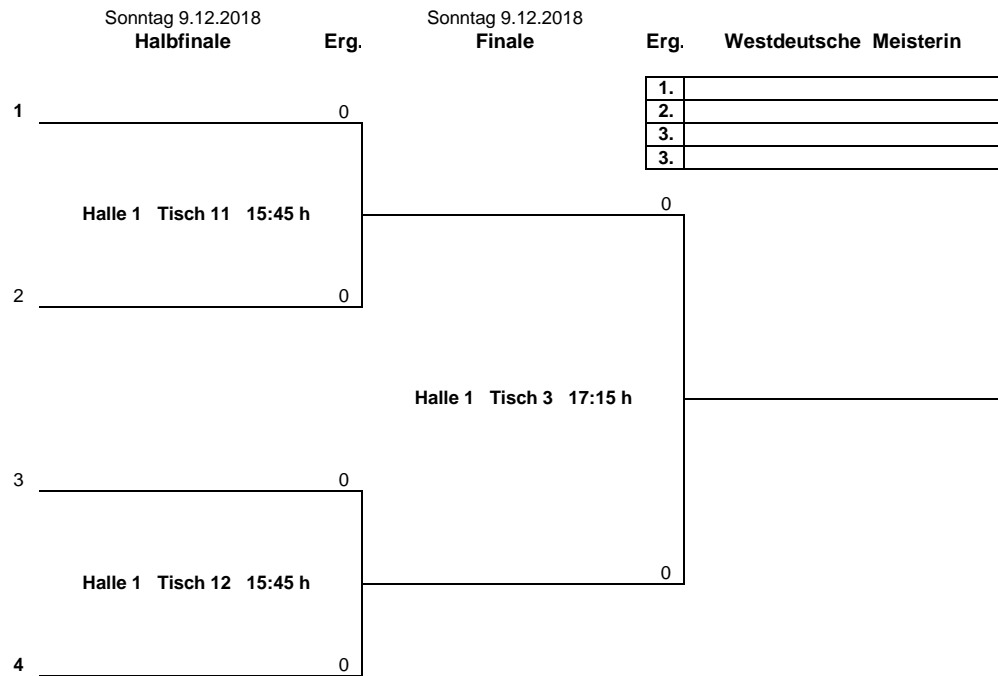 Sonntag 9.12.2018 Sonntag 9.12.2018
Halbfinale Erg. Finale Erg. Westdeutsche Meisterin
1.
1 0 2.
3.
3.
0
Halle 1 Tisch 11 15:45 h
2 0
Halle 1 Tisch 3 17:15 h
3 0
0
Halle 1 Tisch 12 15:45 h
4 0